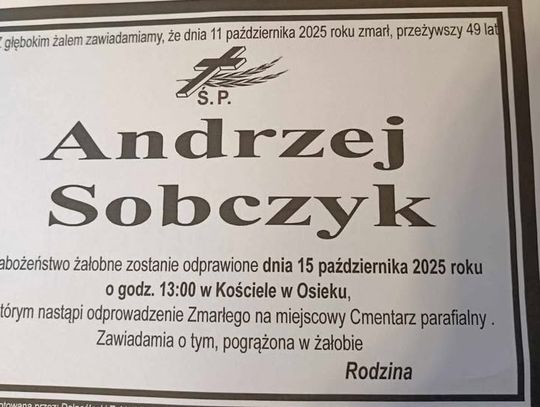 Z głębokim żalem zawiadamiamy, że dnia 11 października 2025 roku zmarł, przeżywszy 49 lat
Ś.P.
Andrzej
Sobczyk
abożeństwo żałobne zostanie odprawione dnia 15 października 2025 roku
o godz. 13:00 w Kościele w Osieku,
tórym nastąpi odprowadzenie Zmarłego na miejscowy Cmentarz parafialny .
Zawiadamia o tym, pogrążona w żałobie
Rodzina